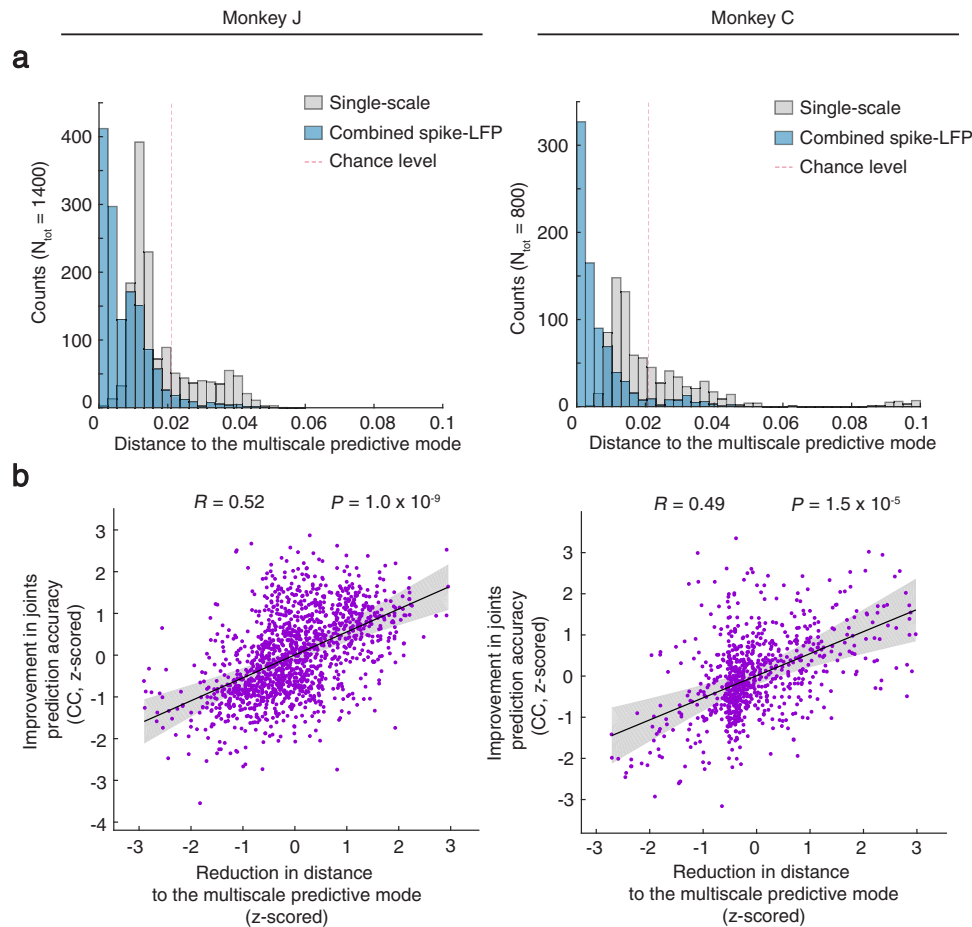 Monkey J
Monkey C
a
Single-scale
Combined spike-LFP
Chance level
Counts (Ntot = 1400)
400
300
200
100
0
0
0.02
0.04
0.06
0.08
0.1
Distance to the multiscale predictive mode
Single-scale
Combined spike-LFP
Chance level
Counts (Ntot = 800)
300
200
100
0
0
0.02
0.04
0.06
0.08
0.1
Distance to the multiscale predictive mode
b
R = 0.52
P = 1.0 x 10-9
Improvement in joints
prediction accuracy
(CC, z-scored)
3
2
1
0
-1
-2
-3
-4
-3
-2
-1
0
1
2
3
Reduction in distance
to the multiscale predictive mode
(z-scored)
R = 0.49
P = 1.5 x 10-5
Improvement in joints
prediction accuracy
(CC, z-scored)
3
2
1
0
-1
-2
-3
-3
-2
-1
0
1
2
3
Reduction in distance
to the multiscale predictive mode
(z-scored)